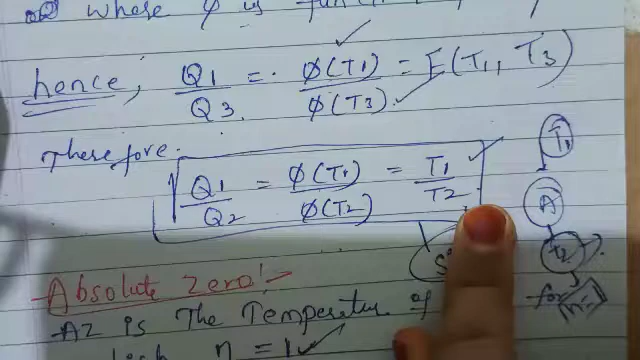 where φ is func
hence, Q1/Q3 = φ(T1)/φ(T3) = F(T1, T3)
Therefore.
Q1/Q2 = φ(T1)/φ(T2) = T1/T2
T1
A
T2
Absolute zero:-
- AZ is The Temperature of
η = 1